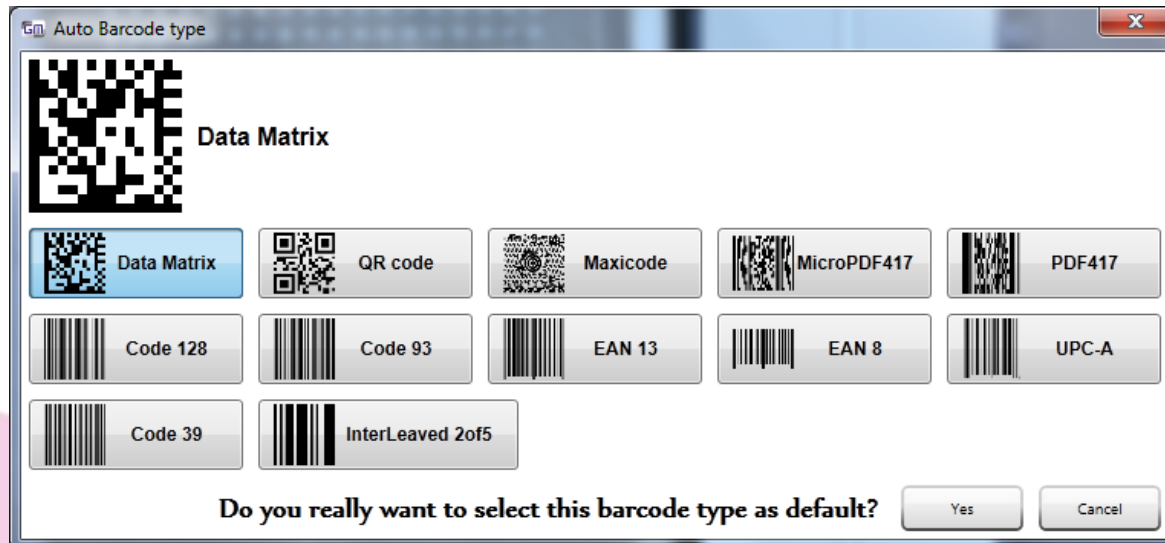 Gm Auto Barcode type
Data Matrix
Data Matrix QR code Maxicode MicroPDF417 PDF417
Code 128 Code 93 EAN 13 EAN 8 UPC-A
Code 39 InterLeaved 2of5
Do you really want to select this barcode type as default? Yes Cancel